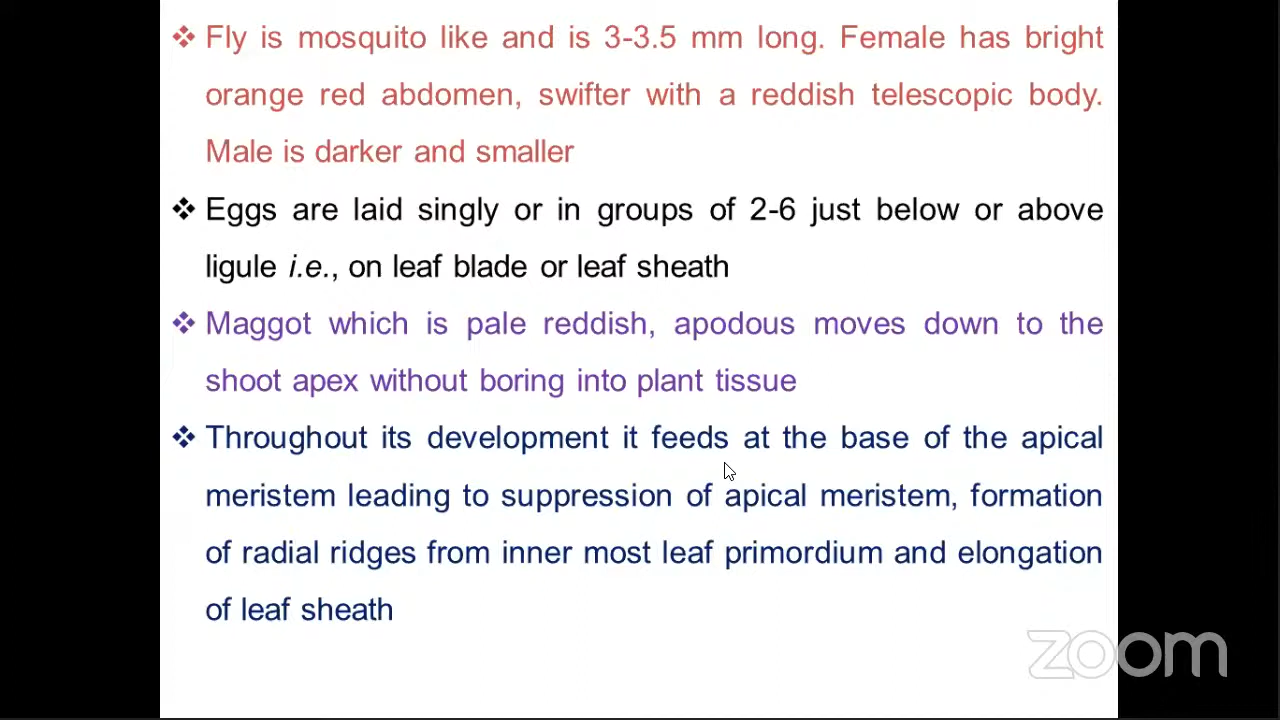 ❖ Fly is mosquito like and is 3-3.5 mm long. Female has bright
orange red abdomen, swifter with a reddish telescopic body.
Male is darker and smaller
❖ Eggs are laid singly or in groups of 2-6 just below or above
ligule i.e., on leaf blade or leaf sheath
❖ Maggot which is pale reddish, apodous moves down to the
shoot apex without boring into plant tissue
❖ Throughout its development it feeds at the base of the apical
meristem leading to suppression of apical meristem, formation
of radial ridges from inner most leaf primordium and elongation
of leaf sheath
zoom